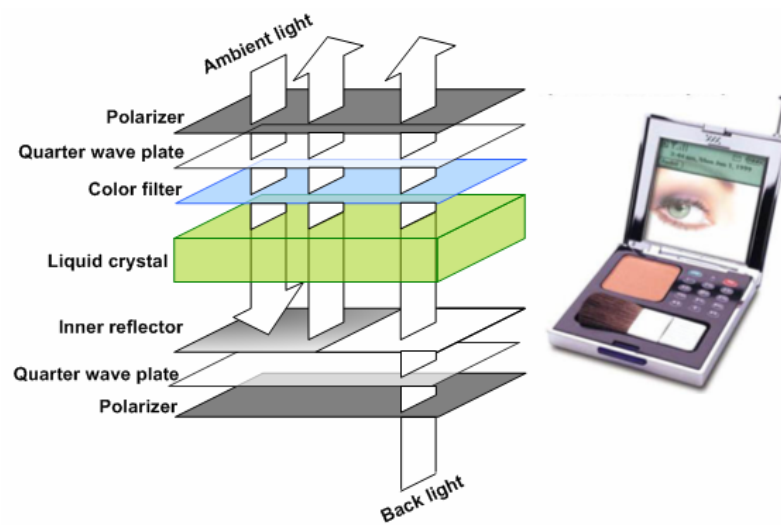 Ambient light
Polarizer
Quarter wave plate
Color filter
Liquid crystal
Inner reflector
Quarter wave plate
Polarizer
Back light